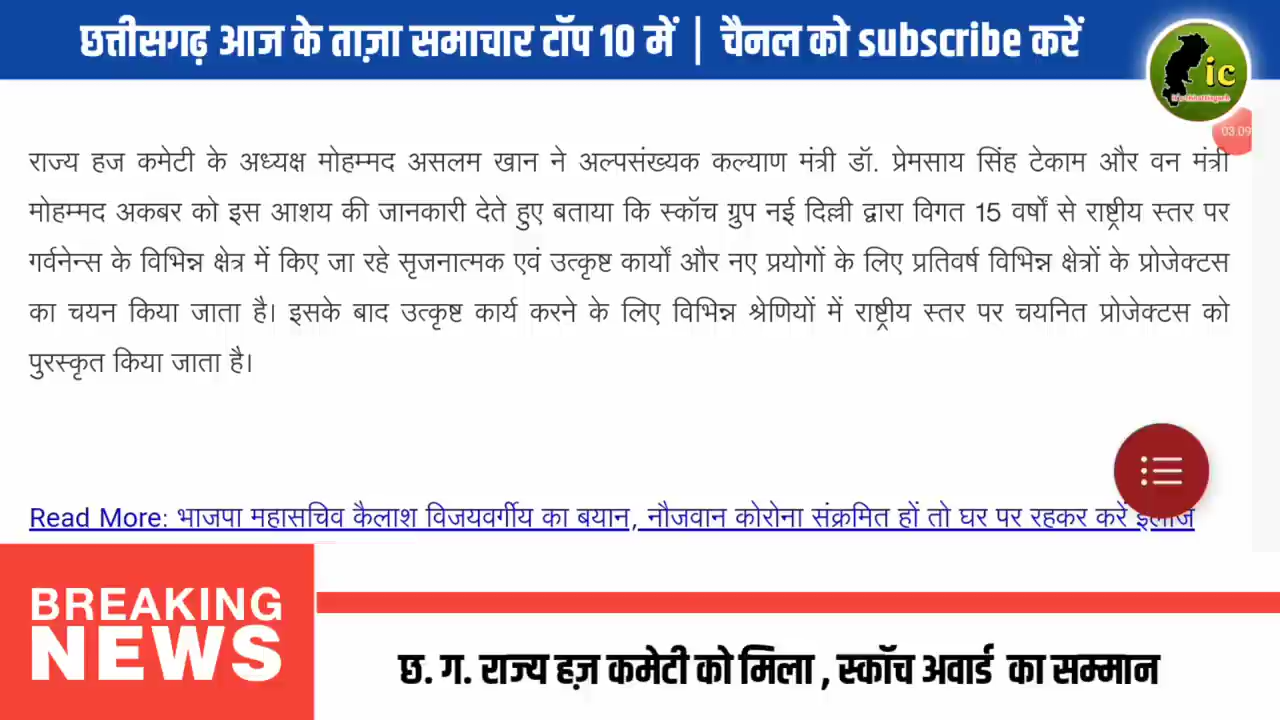 छत्तीसगढ़ आज के ताज़ा समाचार टॉप 10 में | चैनल को subscribe करें
ic
it's chhattisgarh
03:09
राज्य हज कमेटी के अध्यक्ष मोहम्मद असलम खान ने अल्पसंख्यक कल्याण मंत्री डॉ. प्रेमसाय सिंह टेकाम और वन मंत्री
मोहम्मद अकबर को इस आशय की जानकारी देते हुए बताया कि स्कॉच ग्रुप नई दिल्ली द्वारा विगत 15 वर्षों से राष्ट्रीय स्तर पर
गर्वनेन्स के विभिन्न क्षेत्र में किए जा रहे सृजनात्मक एवं उत्कृष्ट कार्यों और नए प्रयोगों के लिए प्रतिवर्ष विभिन्न क्षेत्रों के प्रोजेक्टस
का चयन किया जाता है। इसके बाद उत्कृष्ट कार्य करने के लिए विभिन्न श्रेणियों में राष्ट्रीय स्तर पर चयनित प्रोजेक्टस को
पुरस्कृत किया जाता है।
Read More: भाजपा महासचिव कैलाश विजयवर्गीय का बयान, नौजवान कोरोना संक्रमित हों तो घर पर रहकर करें इलाज
BREAKING
NEWS
छ. ग. राज्य हज़ कमेटी को मिला , स्कॉच अवार्ड का सम्मान